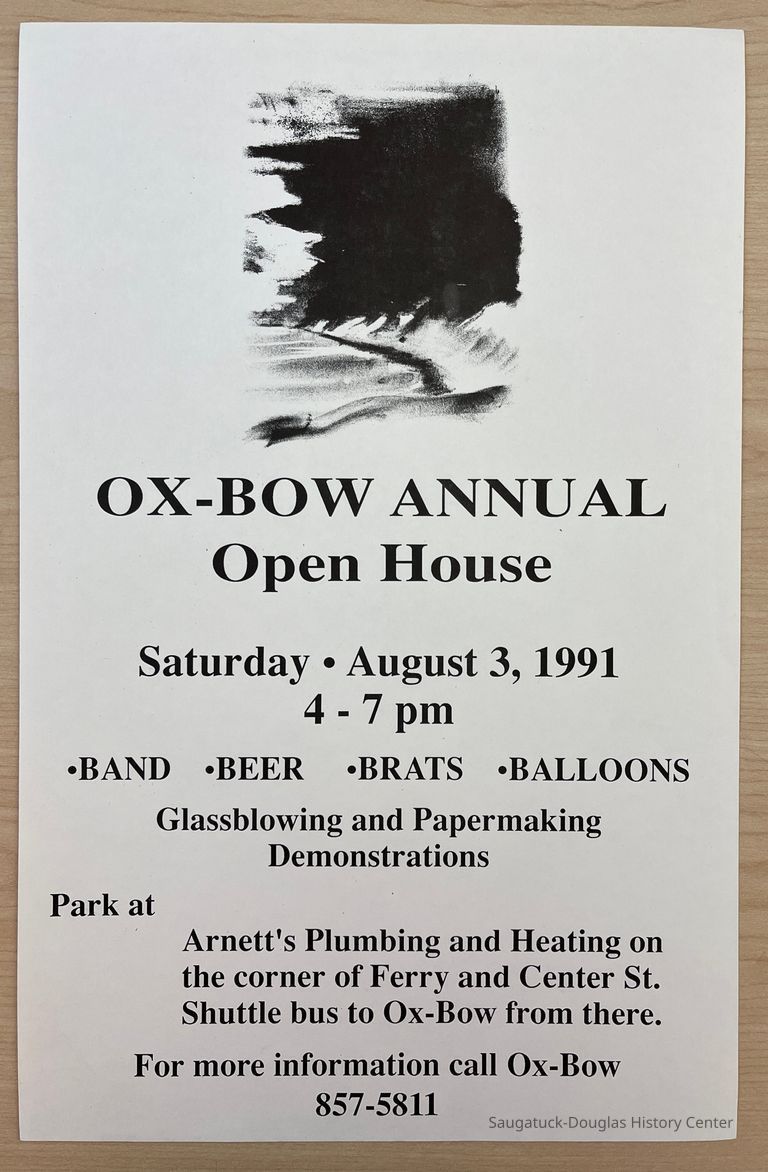 OX-BOW ANNUAL
Open House
Saturday • August 3, 1991
4 - 7 pm
•BAND •BEER •BRATS •BALLOONS
Glassblowing and Papermaking
Demonstrations
Park at
Arnett's Plumbing and Heating on
the corner of Ferry and Center St.
Shuttle bus to Ox-Bow from there.
For more information call Ox-Bow
857-5811
Saugatuck-Douglas History Center